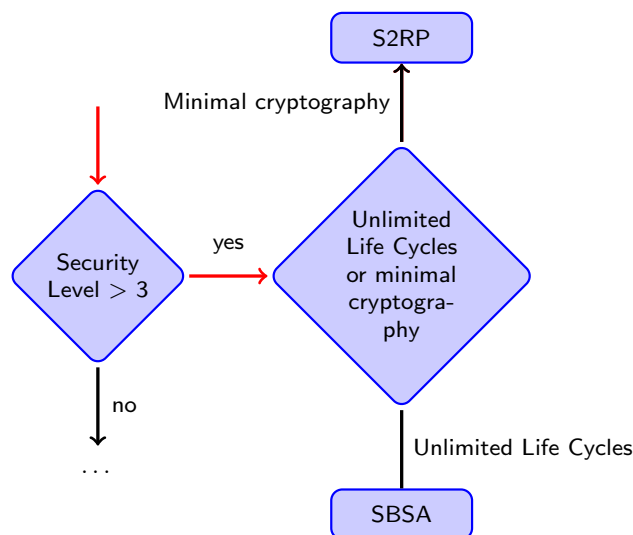 S2RP
Minimal cryptography
Security
Level > 3
yes
Unlimited
Life Cycles
or minimal
cryptogra-
phy
no
...
Unlimited Life Cycles
SBSA